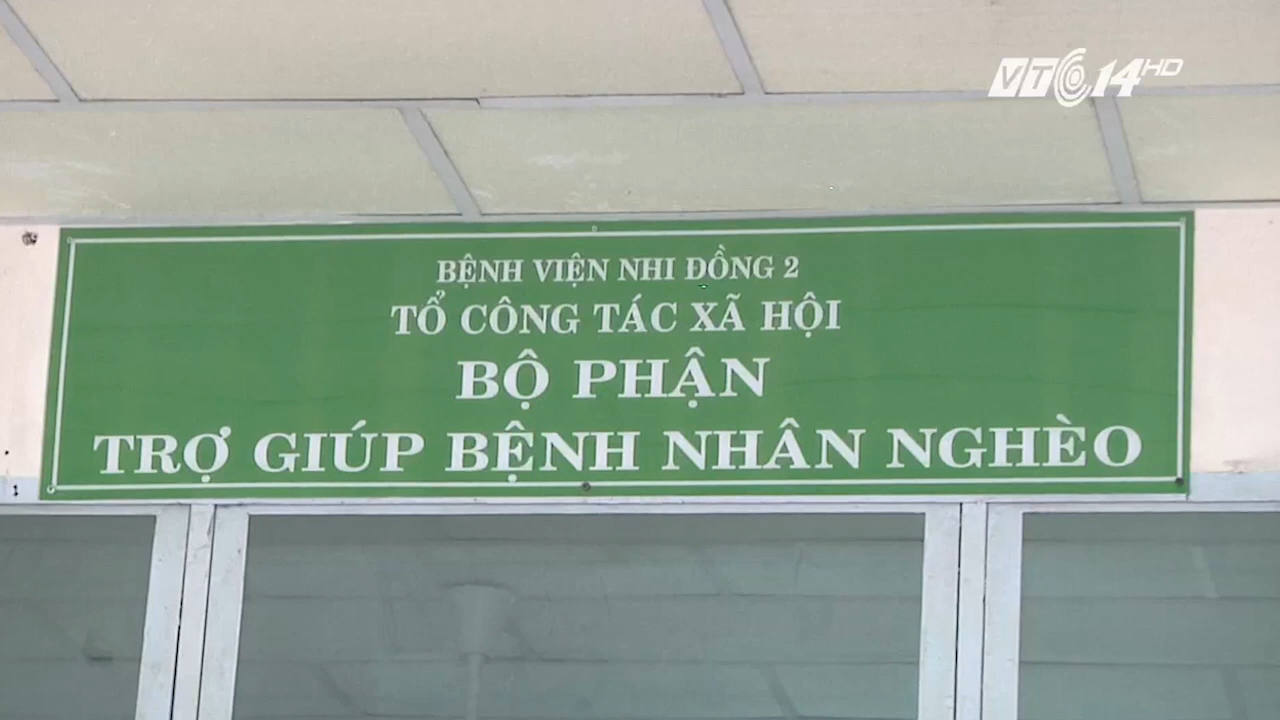 VTC14HD
BỆNH VIỆN NHI ĐỒNG 2
TỔ CÔNG TÁC XÃ HỘI
BỘ PHẬN
TRỢ GIÚP BỆNH NHÂN NGHÈO